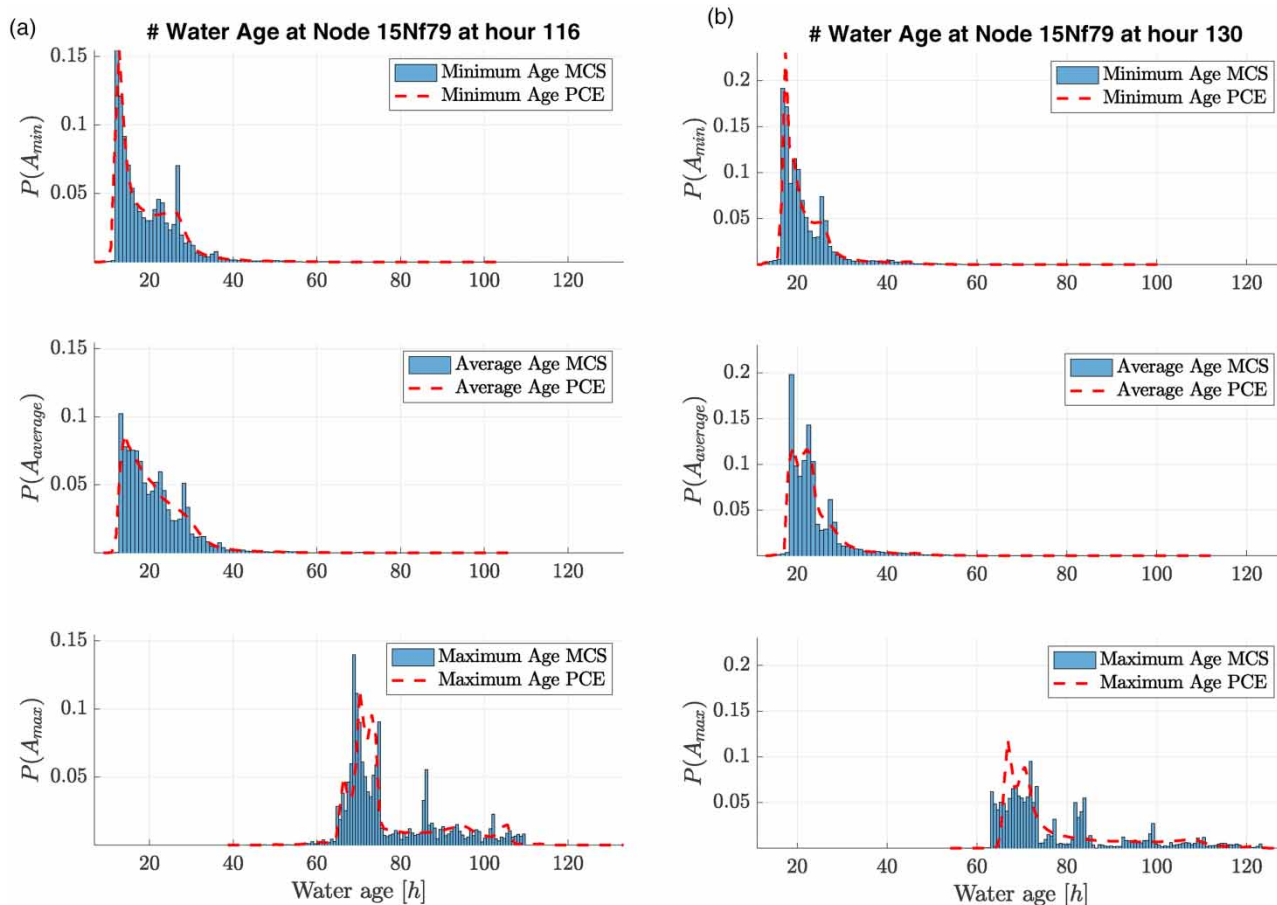 (a)
# Water Age at Node 15Nf79 at hour 116
0.15
0.1
0.05
P(A_min)
Minimum Age MCS
Minimum Age PCE
20 40 60 80 100 120
0.15
0.1
0.05
P(A_average)
Average Age MCS
Average Age PCE
20 40 60 80 100 120
0.15
0.1
0.05
P(A_max)
Maximum Age MCS
Maximum Age PCE
20 40 60 80 100 120
Water age [h]
(b)
# Water Age at Node 15Nf79 at hour 130
0.2
0.15
0.1
0.05
P(A_min)
Minimum Age MCS
Minimum Age PCE
20 40 60 80 100 120
0.2
0.15
0.1
0.05
P(A_average)
Average Age MCS
Average Age PCE
20 40 60 80 100 120
0.2
0.15
0.1
0.05
P(A_max)
Maximum Age MCS
Maximum Age PCE
20 40 60 80 100 120
Water age [h]